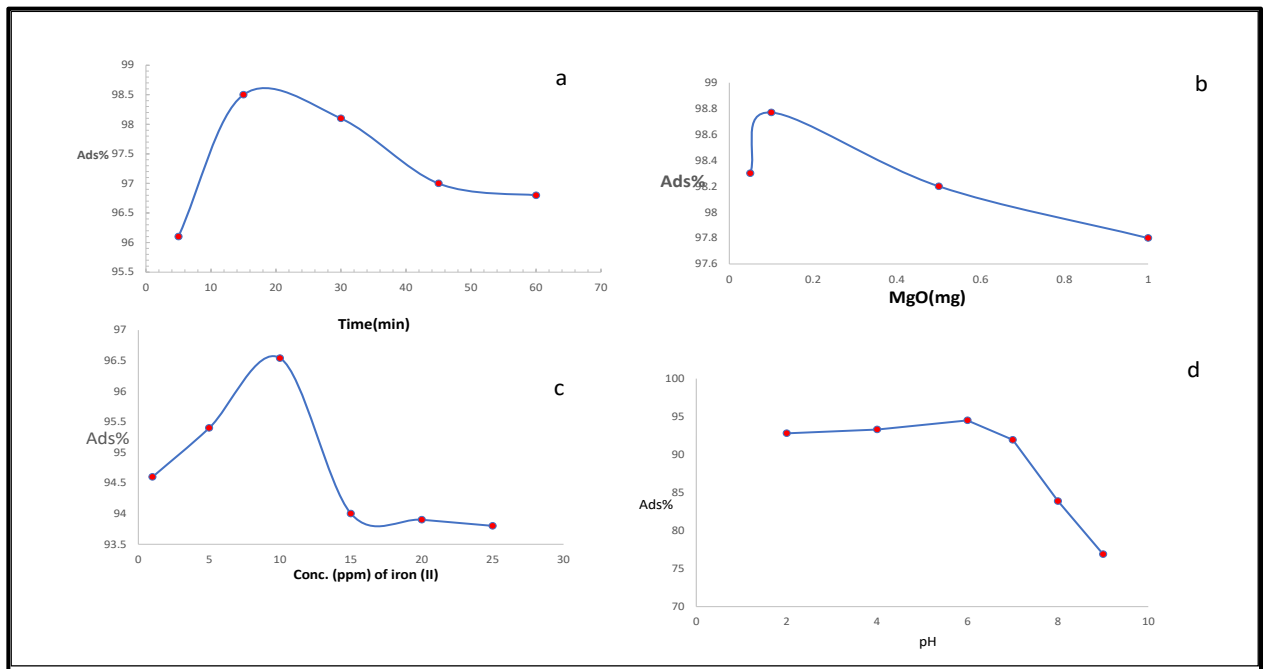 a
99
98.5
98
97.5
97
96.5
96
95.5
Ads%
0 10 20 30 40 50 60 70
Time(min)
b
99
98.8
98.6
98.4
98.2
98
97.8
97.6
Ads%
0 0.2 0.4 0.6 0.8 1
MgO(mg)
c
97
96.5
96
95.5
95
94.5
94
93.5
Ads%
0 5 10 15 20 25 30
Conc. (ppm) of iron (II)
d
100
95
90
85
80
75
70
Ads%
0 2 4 6 8 10
pH